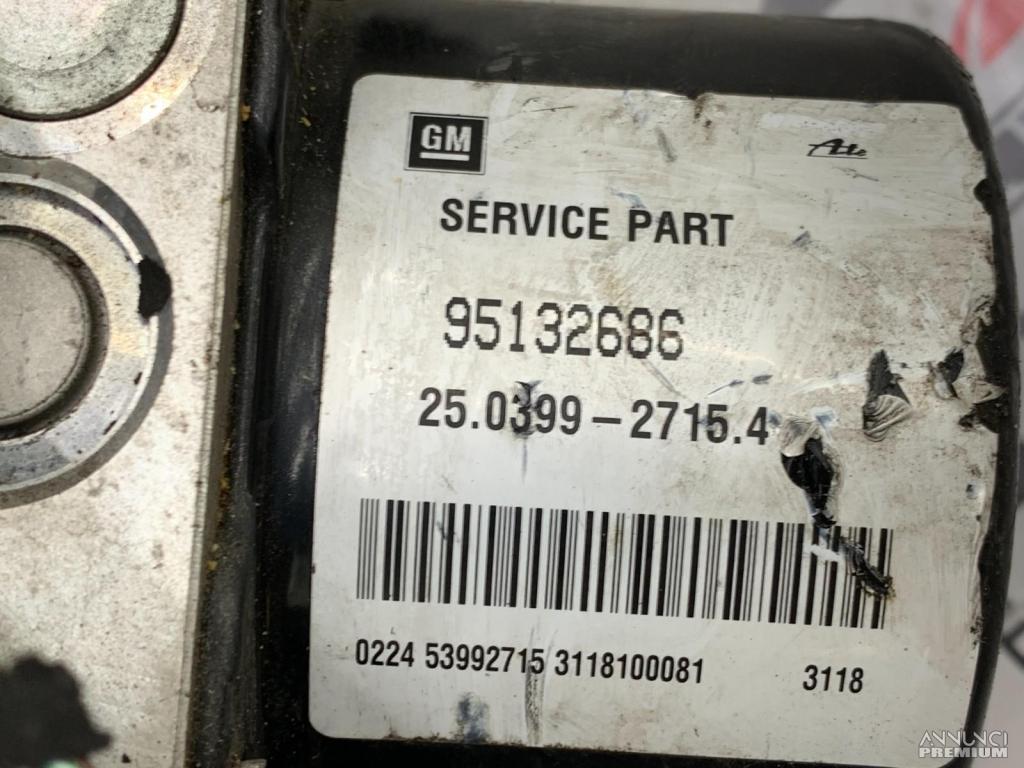 GM
Ate
SERVICE PART
95132686
25.0399-2715.4
0224 53992715 3118100081
3118
ANNUNCI
PREMIUM